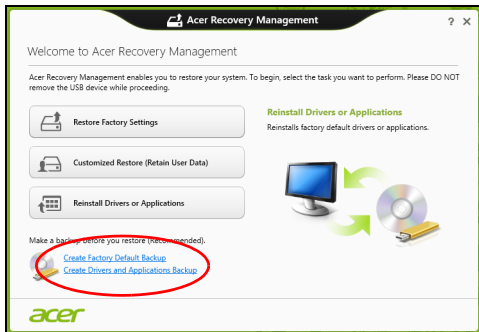 Acer Recovery Management
? ×
Welcome to Acer Recovery Management
Acer Recovery Management enables you to restore your system. To begin, select the task you want to perform. Please DO NOT
remove the USB device while proceeding.
Restore Factory Settings
Customized Restore (Retain User Data)
Reinstall Drivers or Applications
Reinstall Drivers or Applications
Reinstalls factory default drivers or applications.
Make a backup before you restore (Recommended).
Create Factory Default Backup
Create Drivers and Applications Backup
acer